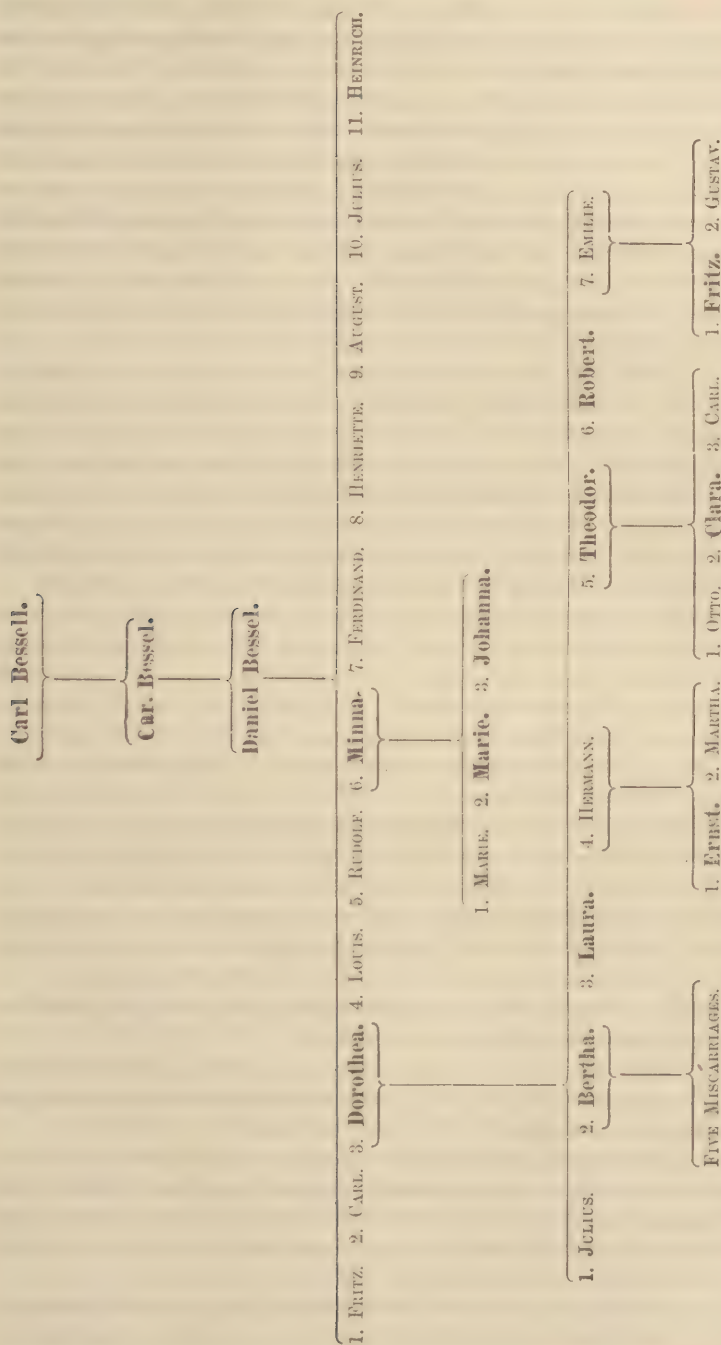 Carl Bessell.
Car. Bessel.
Daniel Bessel.
1. FRITZ. 2. CARL. 3. Dorothea. 4. LOUIS. 5. RUDOLF. 6. Minna. 7. FERDINAND. 8. HENRIETTE. 9. AUGUST. 10. JULIUS. 11. HEINRICH.
1. MARIE. 2. Marie. 3. Johanna.
1. JULIUS. 2. Bertha. 3. Laura. 4. HERMANN. 5. Theodor. 6. Robert. 7. EMILIE.
FIVE MISCARRIAGES. 1. Ernst. 2. MARTHA. 1. OTTO. 2. Clara. 3. CARL. 1. Fritz. 2. GUSTAV.